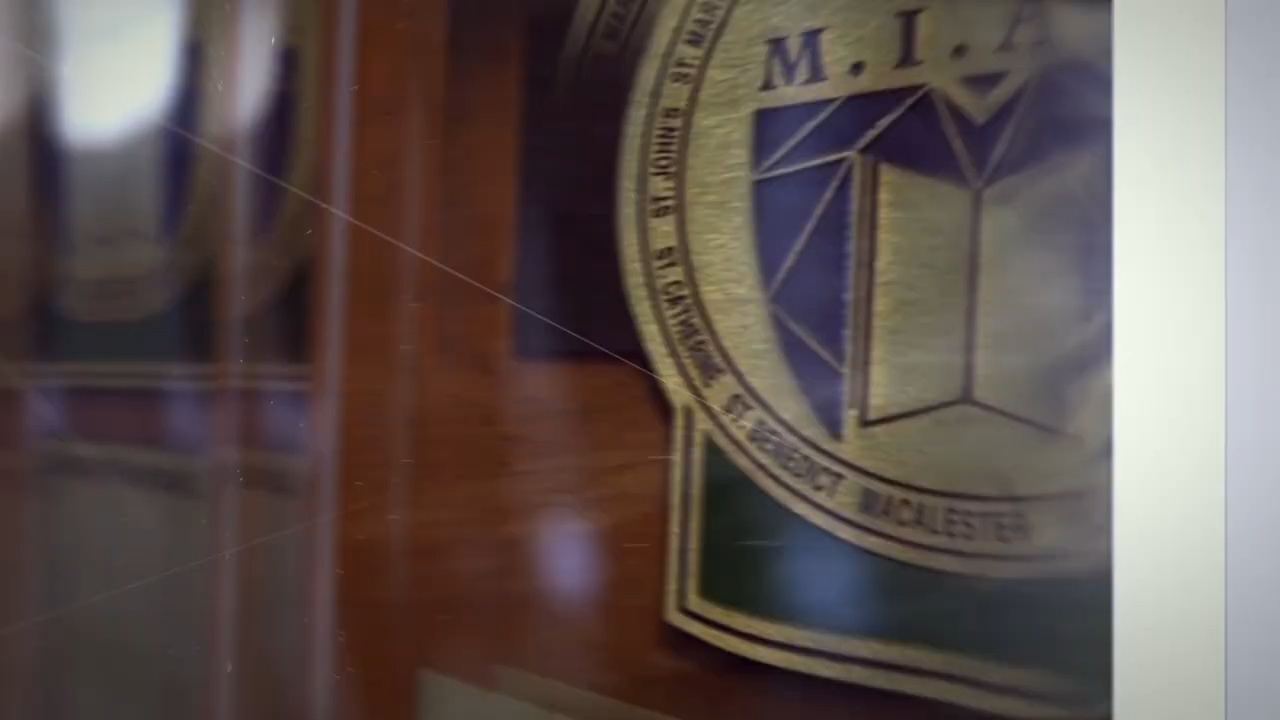 M.I.A
ST. MAR
ST. JOHN'S
ST. CATHERINE
ST. BENEDICT
MACALESTER